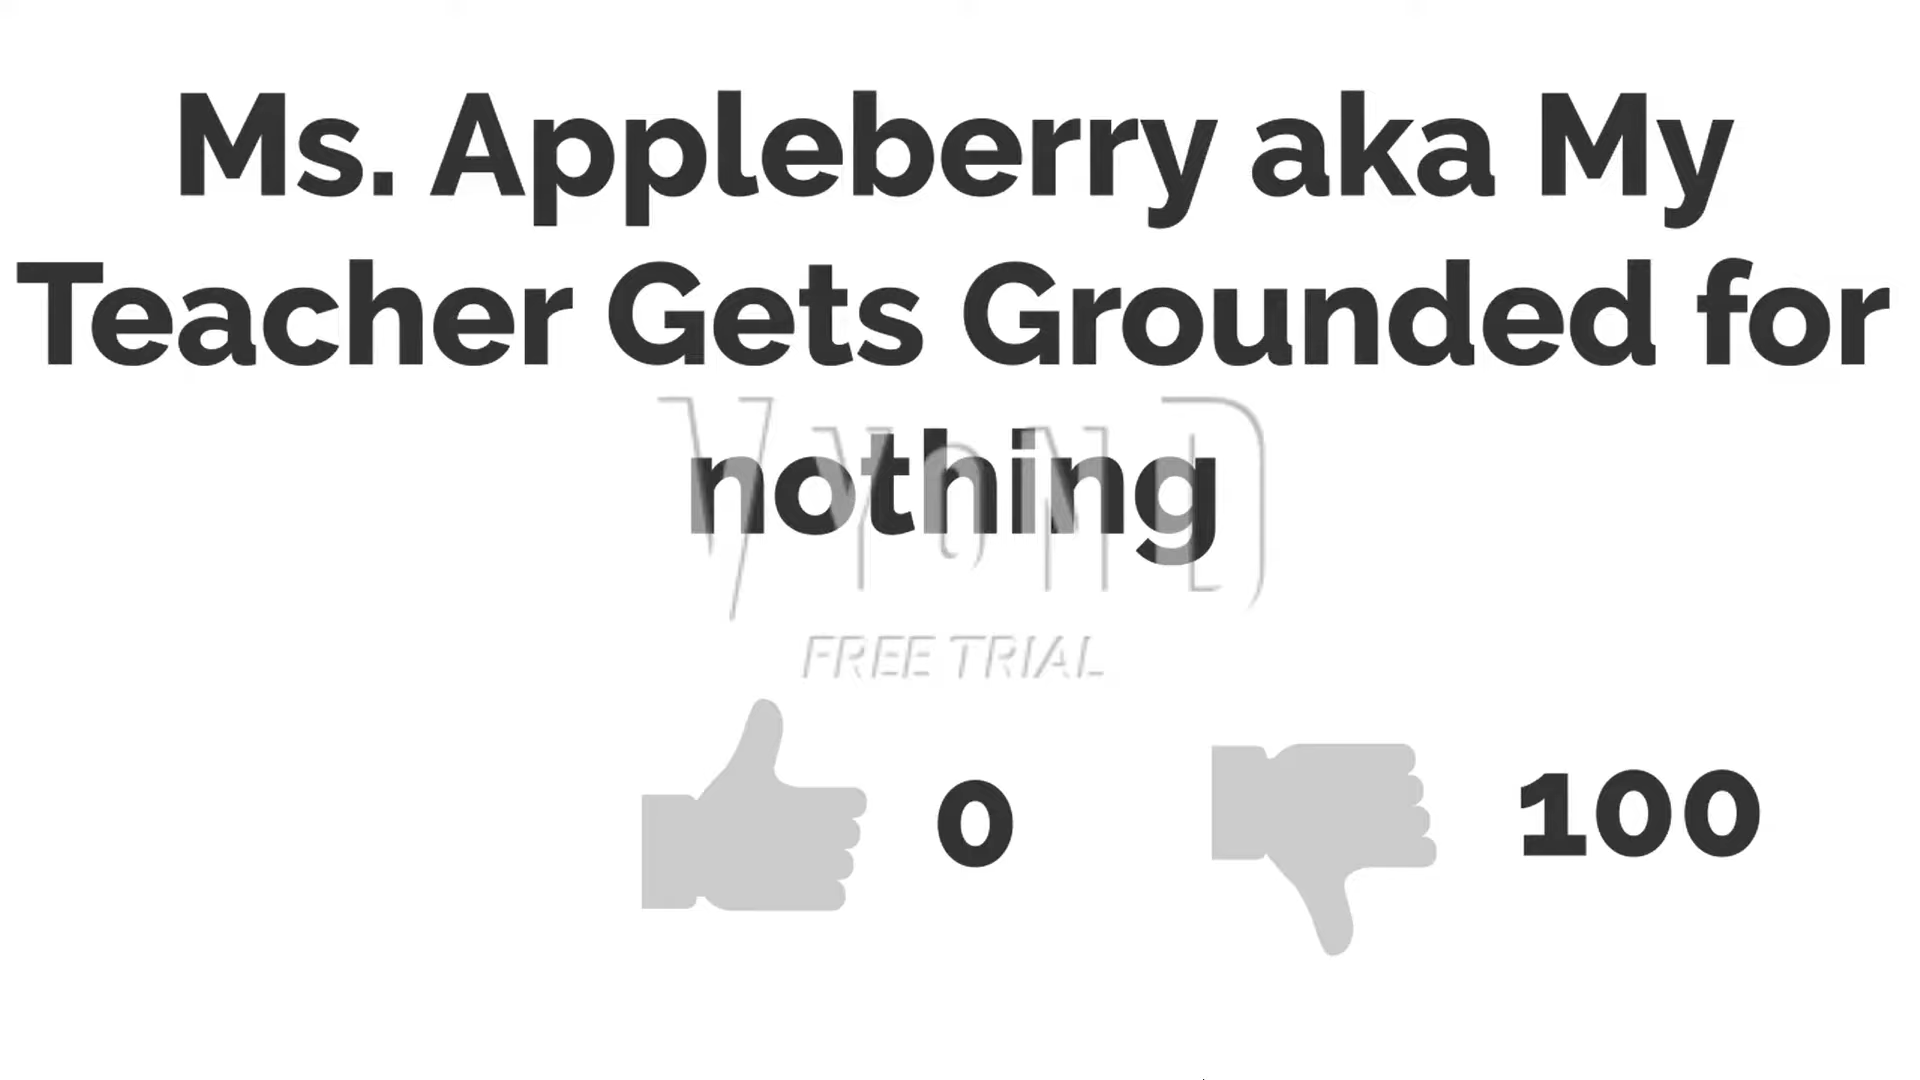 Ms. Appleberry aka My
Teacher Gets Grounded for
nothing
VYOND
FREE TRIAL
0
100